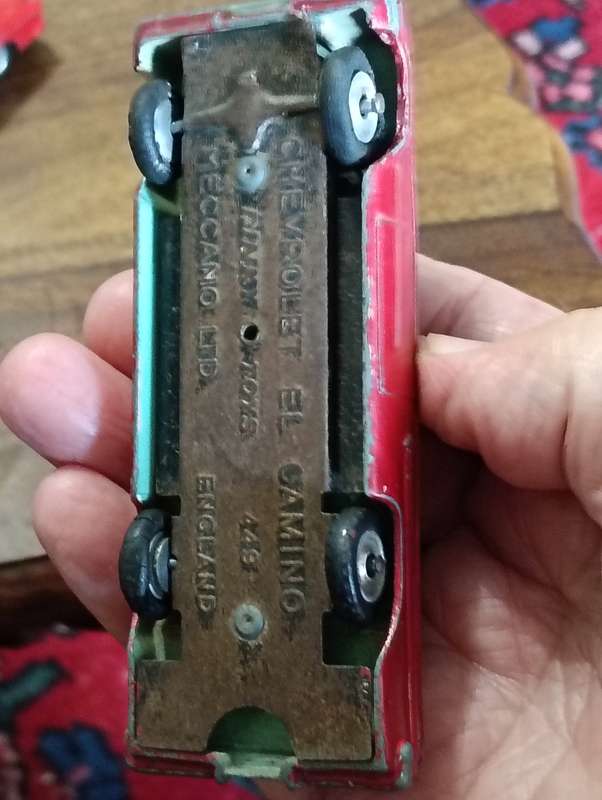 CHEVROLET EL CAMINO
DINKY TOYS
449
MECCANO LTD. ENGLAND